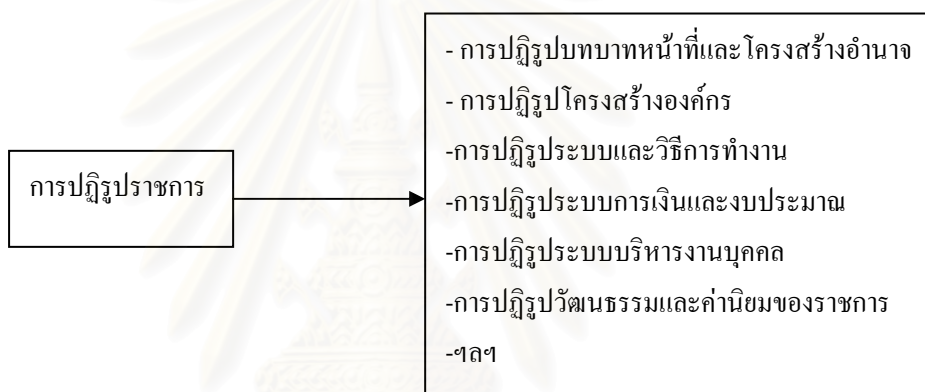 การปฏิรูปราชการ
- การปฏิรูปบทบาทหน้าที่และโครงสร้างอำนาจ
- การปฏิรูปโครงสร้างองค์กร
-การปฏิรูประบบและวิธีการทำงาน
-การปฏิรูประบบการเงินและงบประมาณ
-การปฏิรูประบบบริหารงานบุคคล
-การปฏิรูปวัฒนธรรมและค่านิยมของราชการ
-ฯลฯ